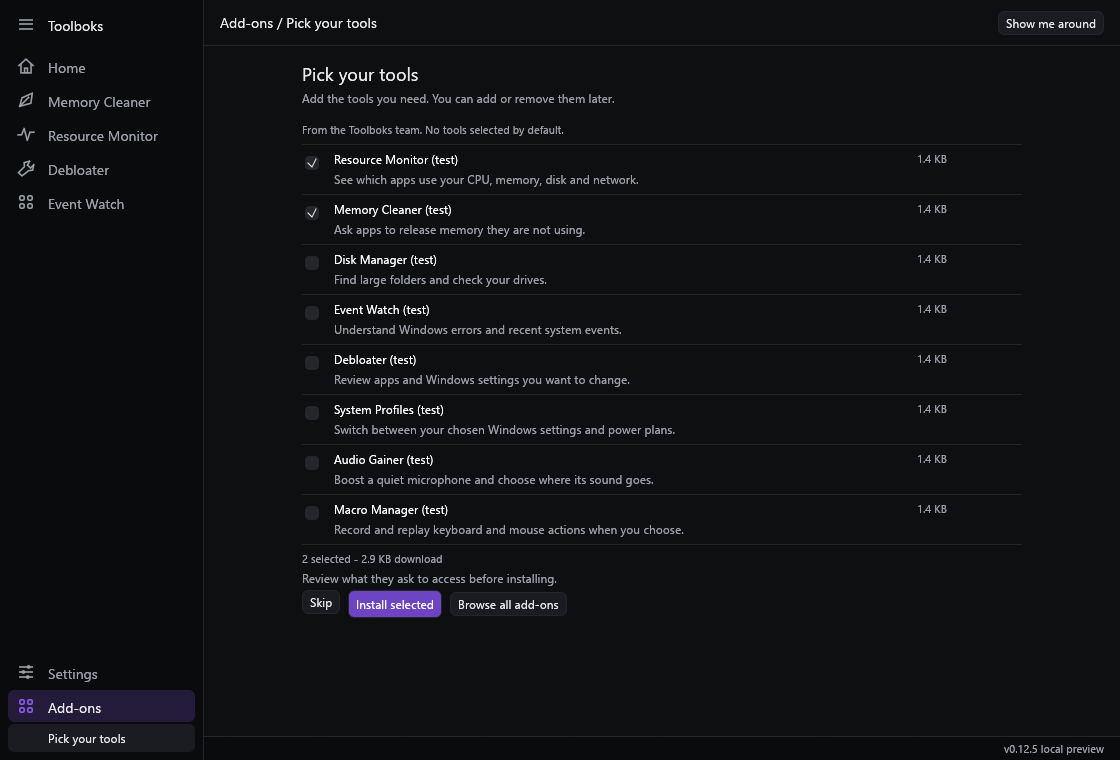 Toolboks
Home
Memory Cleaner
Resource Monitor
Debloater
Event Watch
Settings
Add-ons
Pick your tools
Add-ons / Pick your tools
Show me around
Pick your tools
Add the tools you need. You can add or remove them later.
From the Toolboks team. No tools selected by default.
Resource Monitor (test)
1.4 KB
See which apps use your CPU, memory, disk and network.
Memory Cleaner (test)
1.4 KB
Ask apps to release memory they are not using.
Disk Manager (test)
1.4 KB
Find large folders and check your drives.
Event Watch (test)
1.4 KB
Understand Windows errors and recent system events.
Debloater (test)
1.4 KB
Review apps and Windows settings you want to change.
System Profiles (test)
1.4 KB
Switch between your chosen Windows settings and power plans.
Audio Gainer (test)
1.4 KB
Boost a quiet microphone and choose where its sound goes.
Macro Manager (test)
1.4 KB
Record and replay keyboard and mouse actions when you choose.
2 selected - 2.9 KB download
Review what they ask to access before installing.
Skip
Install selected
Browse all add-ons
v0.12.5 local preview